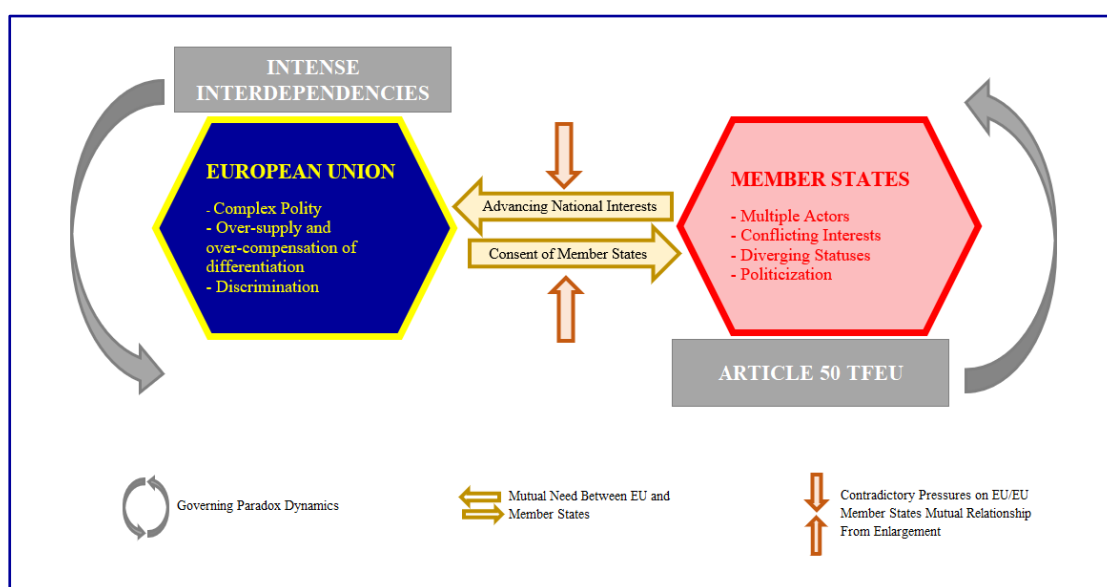 INTENSE
INTERDEPENDENCIES
EUROPEAN UNION
- Complex Polity
- Over-supply and
over-compensation of
differentiation
- Discrimination
Advancing National Interests
Consent of Member States
MEMBER STATES
- Multiple Actors
- Conflicting Interests
- Diverging Statuses
- Politicization
ARTICLE 50 TFEU
Governing Paradox Dynamics
Mutual Need Between EU and
Member States
Contradictory Pressures on EU/EU
Member States Mutual Relationship
From Enlargement